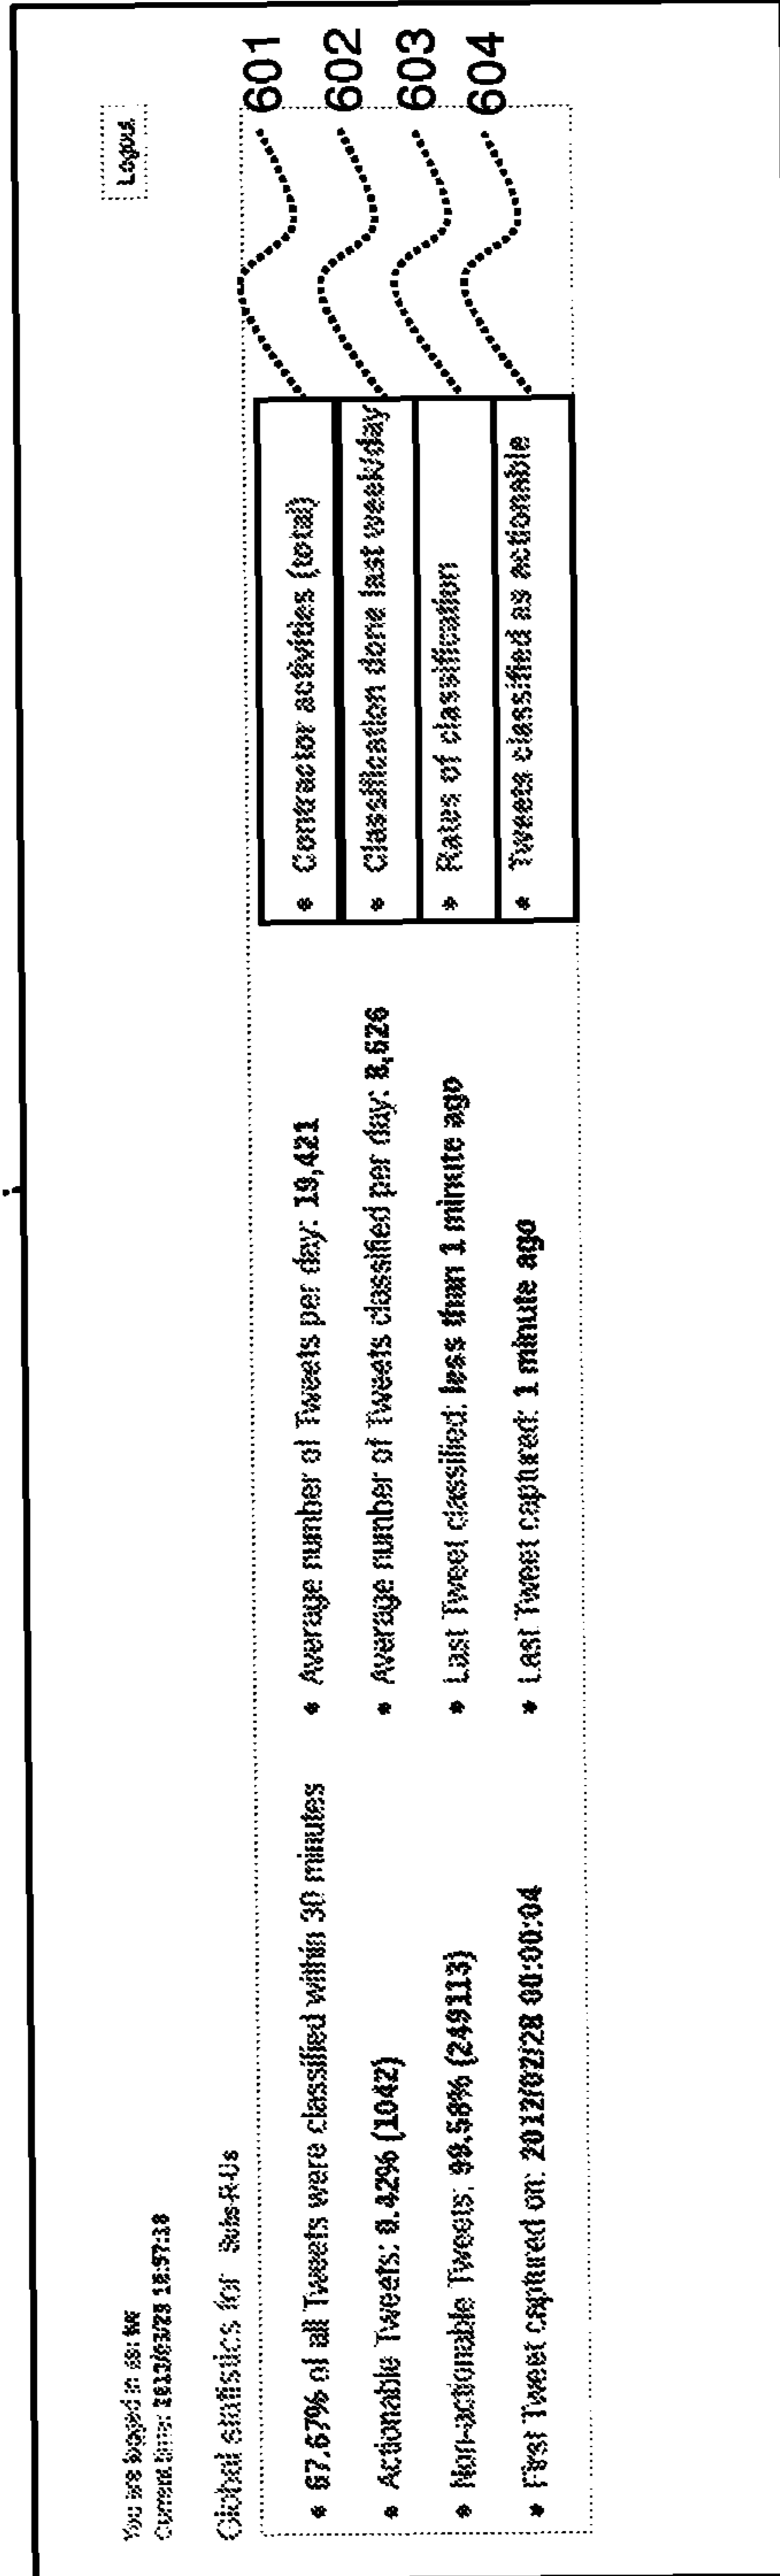 Logout
You are logged in as:
Current time:
Global statistics for Subs-R-Us
• 67.67% of all Tweets were classified within 30 minutes
• Actionable Tweets: 0.42% (1042)
• Non-actionable Tweets: 99.58% (249113)
• First Tweet captured on: 2012/02/28 00:00:04
• Average number of Tweets per day: 19,421
• Average number of Tweets classified per day: 8,626
• Last Tweet classified: less than 1 minute ago
• Last Tweet captured: 1 minute ago
• Contractor activities (total)
• Classification done last week/day
• Rates of classification
• Tweets classified as actionable
601
602
603
604